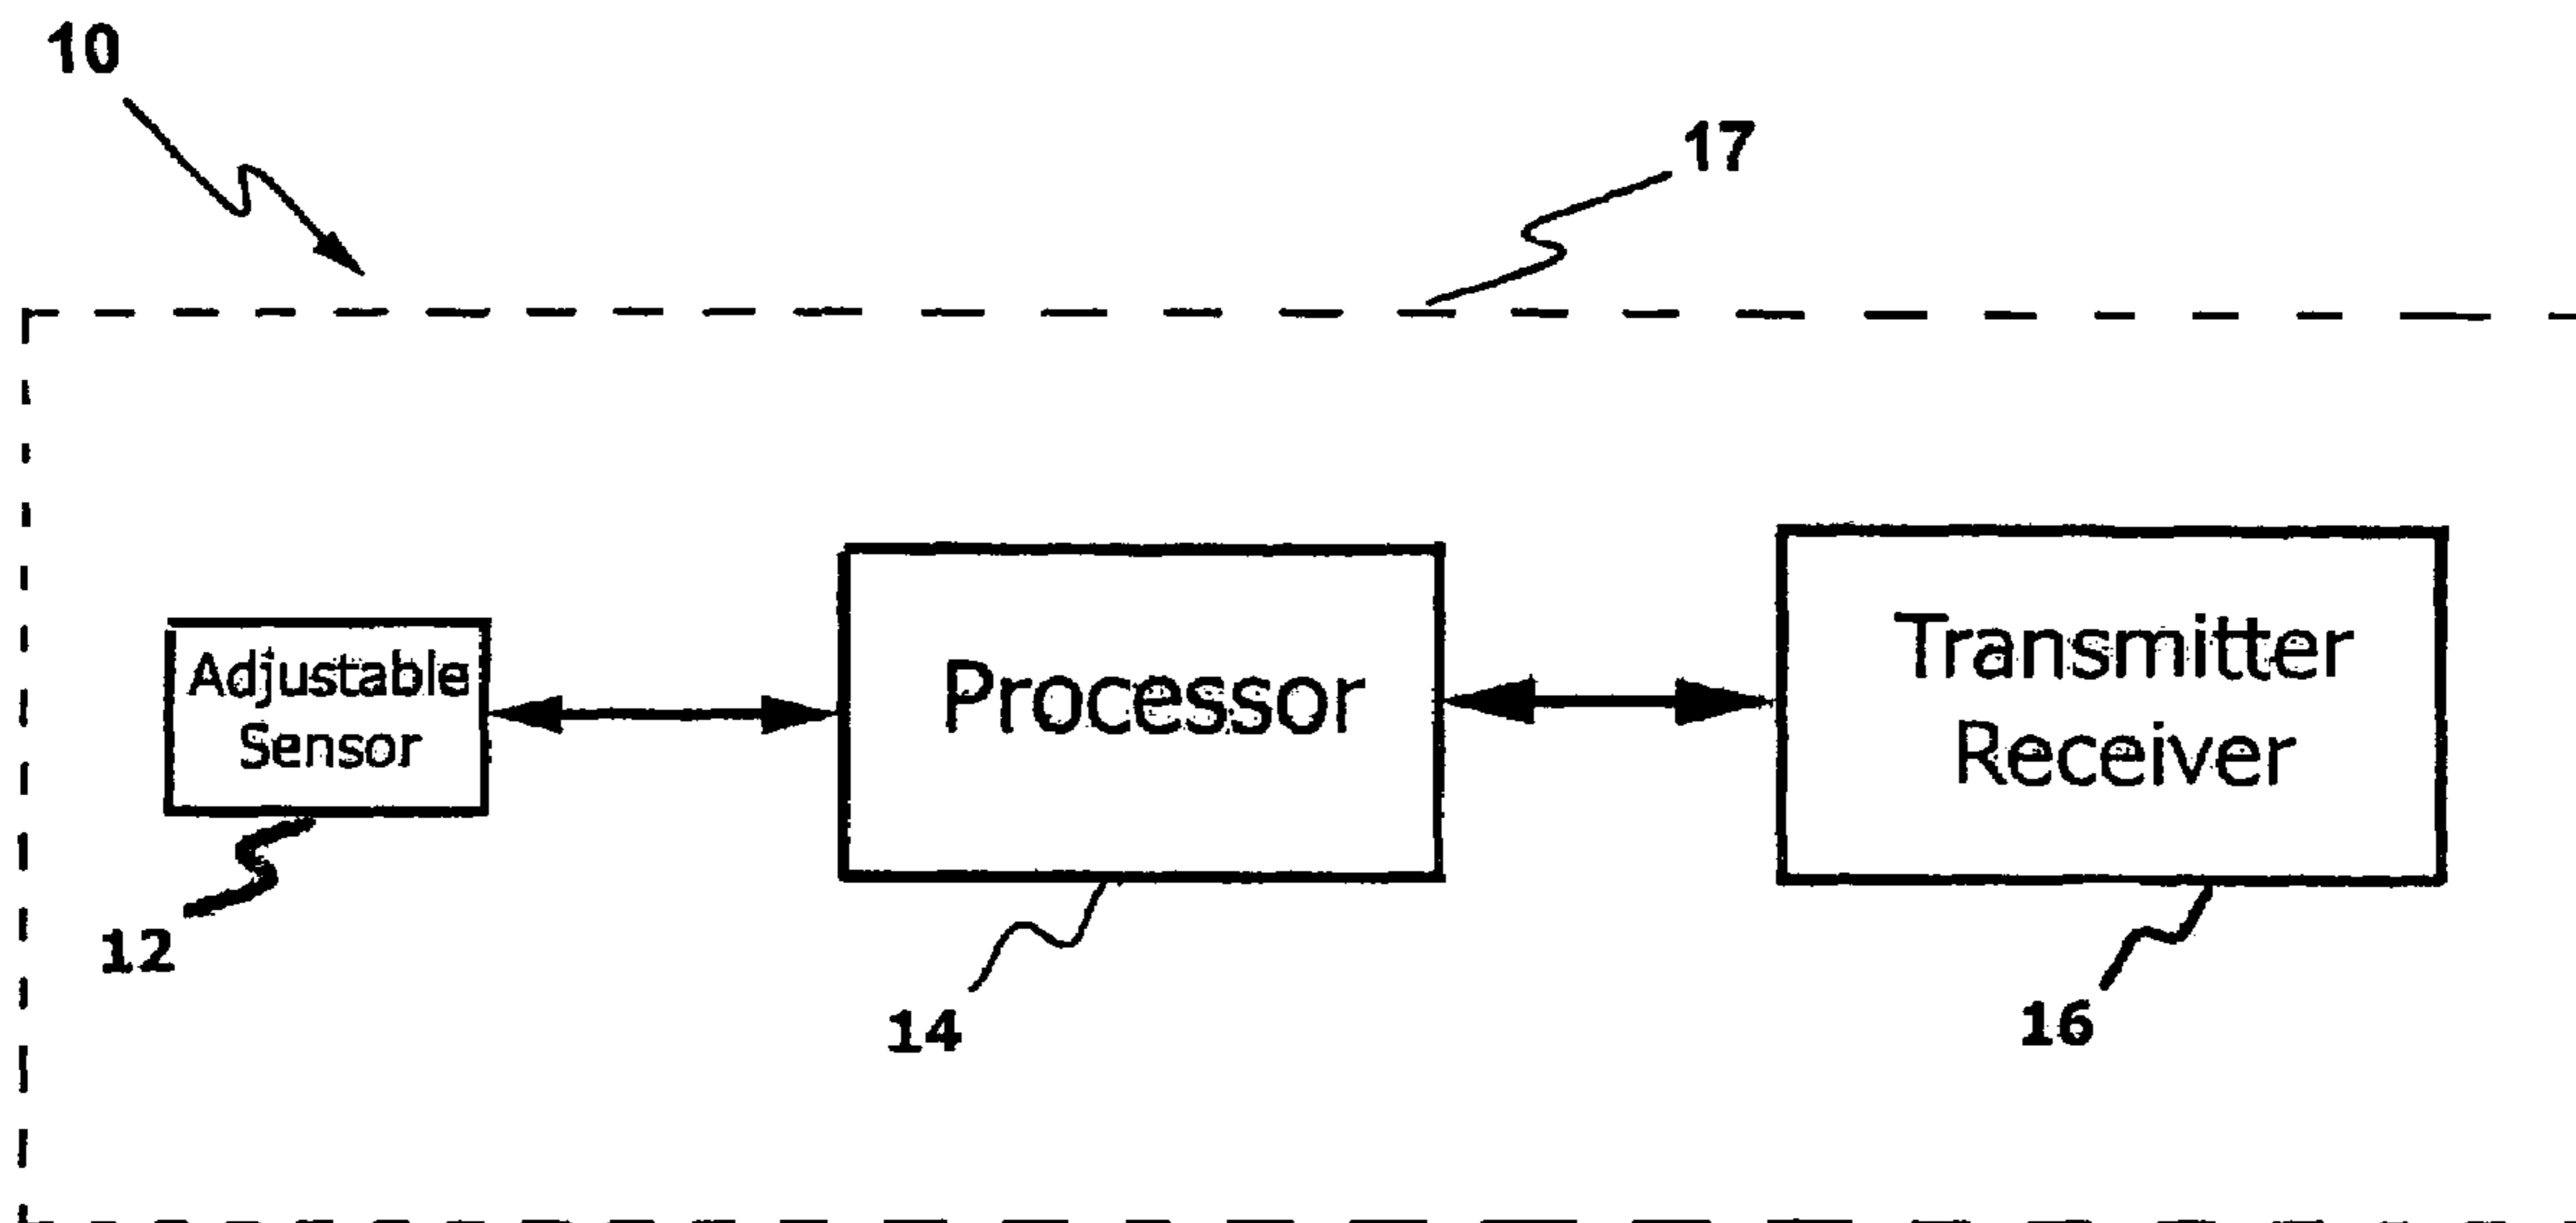 10
17
Adjustable
Sensor
Processor
Transmitter
Receiver
12
14
16